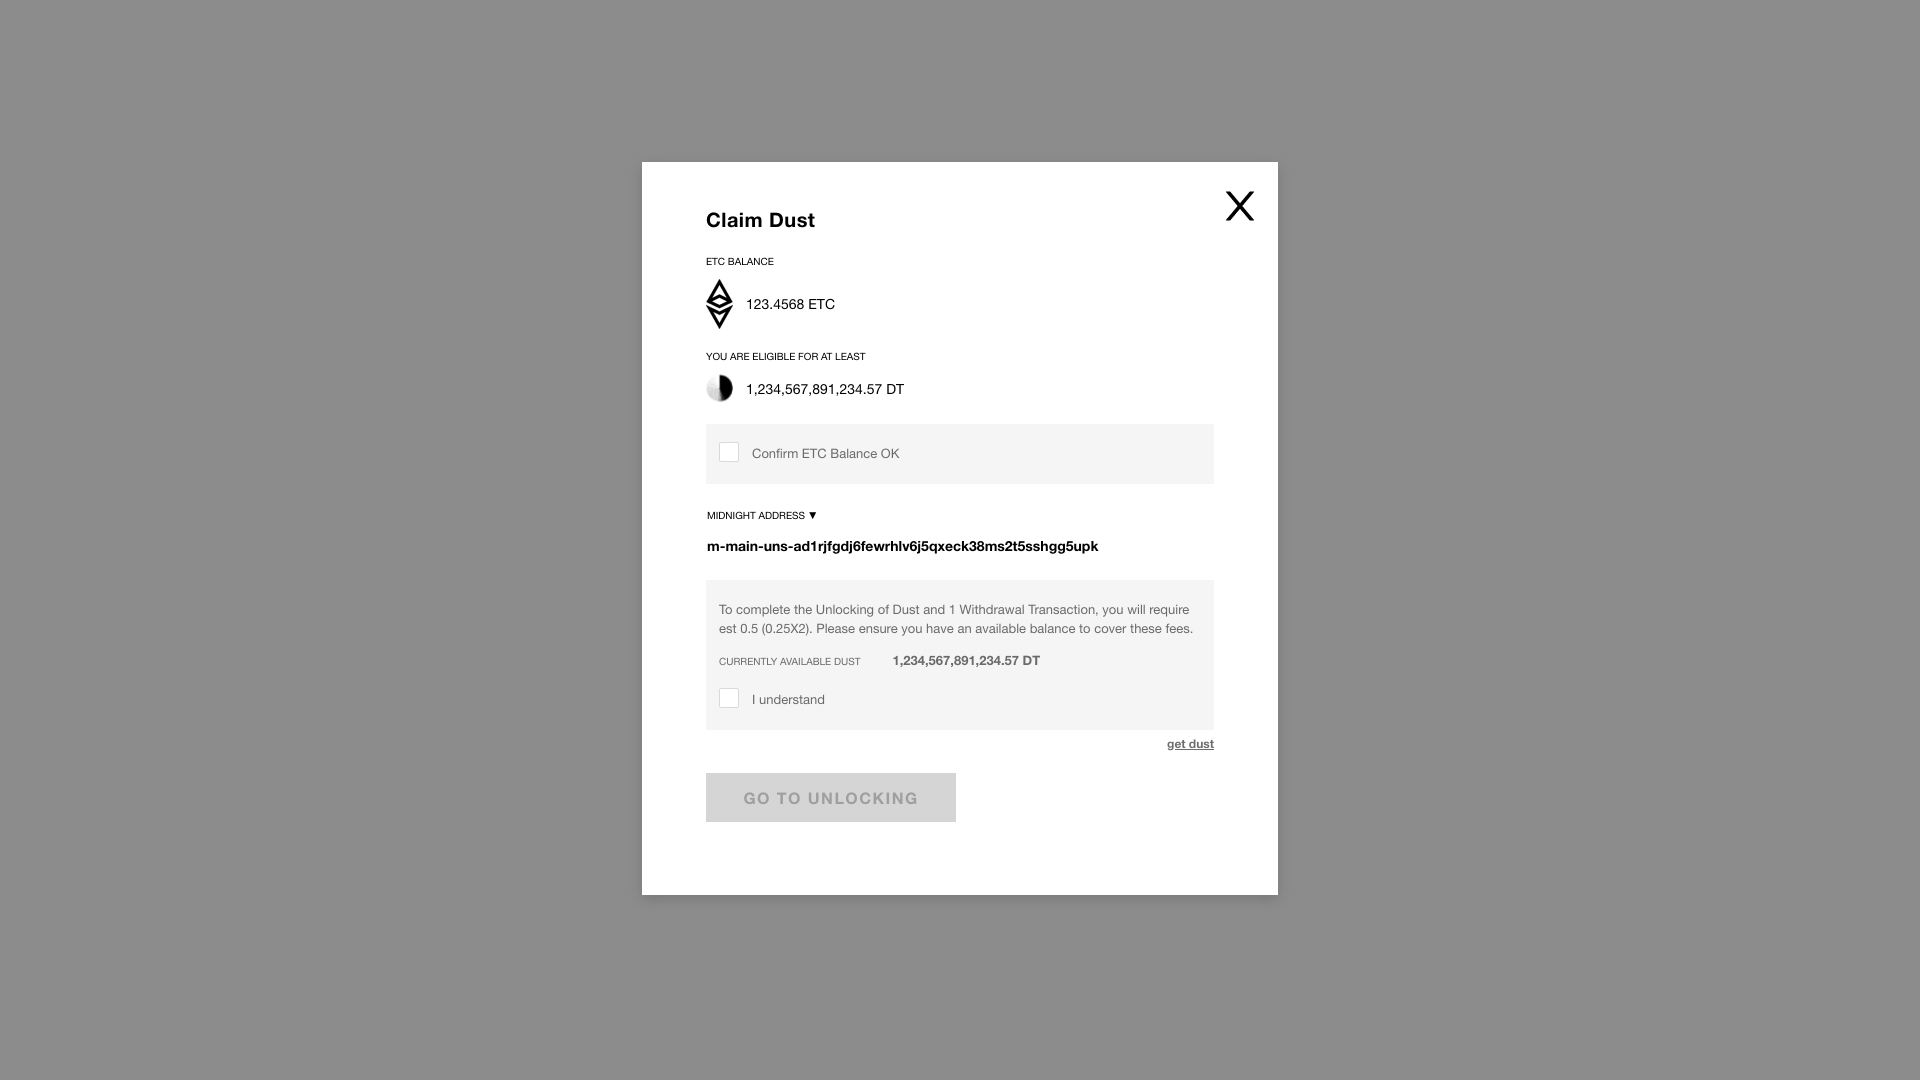 X
Claim Dust
ETC BALANCE
123.4568 ETC
YOU ARE ELIGIBLE FOR AT LEAST
1,234,567,891,234.57 DT
Confirm ETC Balance OK
MIDNIGHT ADDRESS ▼
m-main-uns-ad1rjfgdj6fewrhlv6j5qxeck38ms2t5sshgg5upk
To complete the Unlocking of Dust and 1 Withdrawal Transaction, you will require
est 0.5 (0.25X2). Please ensure you have an available balance to cover these fees.
CURRENTLY AVAILABLE DUST 1,234,567,891,234.57 DT
I understand
get dust
GO TO UNLOCKING